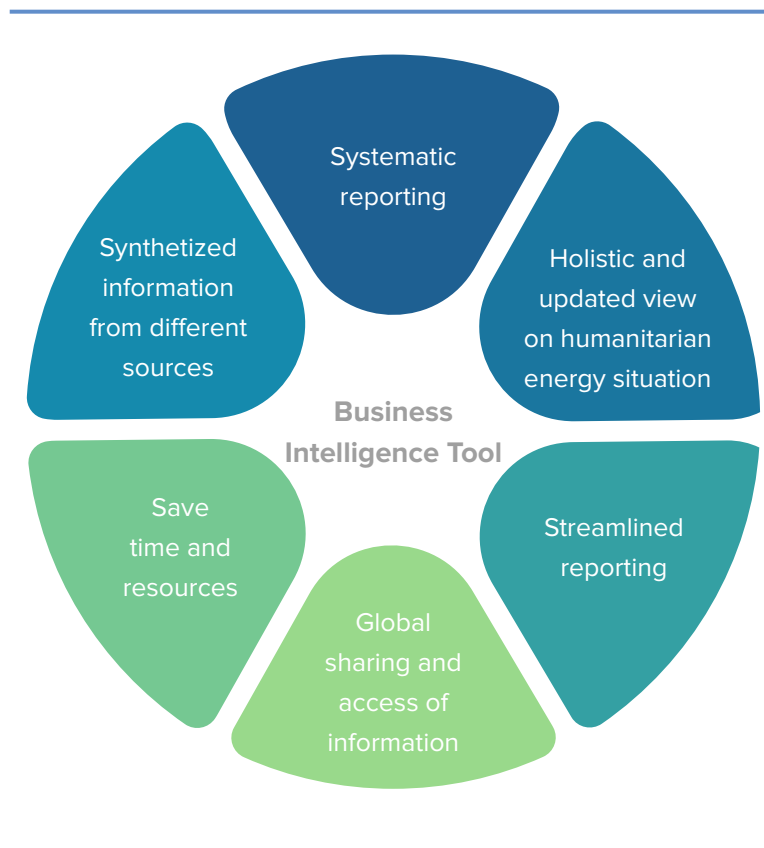 Systematic
reporting
Holistic and
updated view
on humanitarian
energy situation
Streamlined
reporting
Global
sharing and
access of
information
Save
time and
resources
Synthetized
information
from different
sources
Business
Intelligence Tool